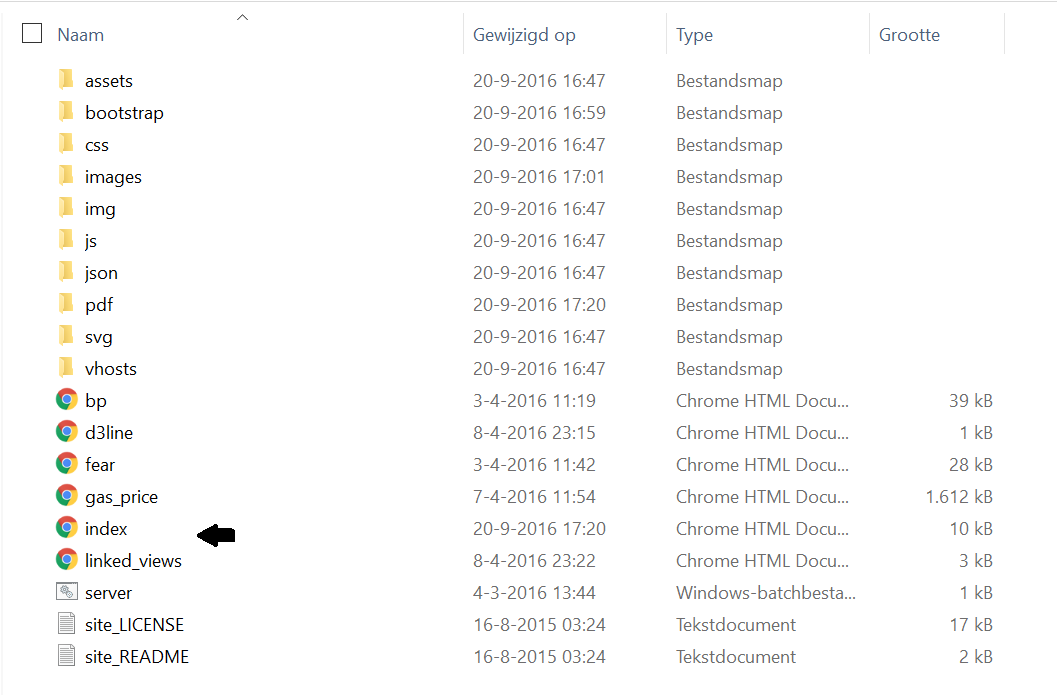 Naam Gewijzigd op Type Grootte
assets 20-9-2016 16:47 Bestandsmap
bootstrap 20-9-2016 16:59 Bestandsmap
css 20-9-2016 16:47 Bestandsmap
images 20-9-2016 17:01 Bestandsmap
img 20-9-2016 16:47 Bestandsmap
js 20-9-2016 16:47 Bestandsmap
json 20-9-2016 16:47 Bestandsmap
pdf 20-9-2016 17:20 Bestandsmap
svg 20-9-2016 16:47 Bestandsmap
vhosts 20-9-2016 16:47 Bestandsmap
bp 3-4-2016 11:19 Chrome HTML Docu... 39 kB
d3line 8-4-2016 23:15 Chrome HTML Docu... 1 kB
fear 3-4-2016 11:42 Chrome HTML Docu... 28 kB
gas_price 7-4-2016 11:54 Chrome HTML Docu... 1.612 kB
index 20-9-2016 17:20 Chrome HTML Docu... 10 kB
linked_views 8-4-2016 23:22 Chrome HTML Docu... 3 kB
server 4-3-2016 13:44 Windows-batchbesta... 1 kB
site_LICENSE 16-8-2015 03:24 Tekstdocument 17 kB
site_README 16-8-2015 03:24 Tekstdocument 2 kB